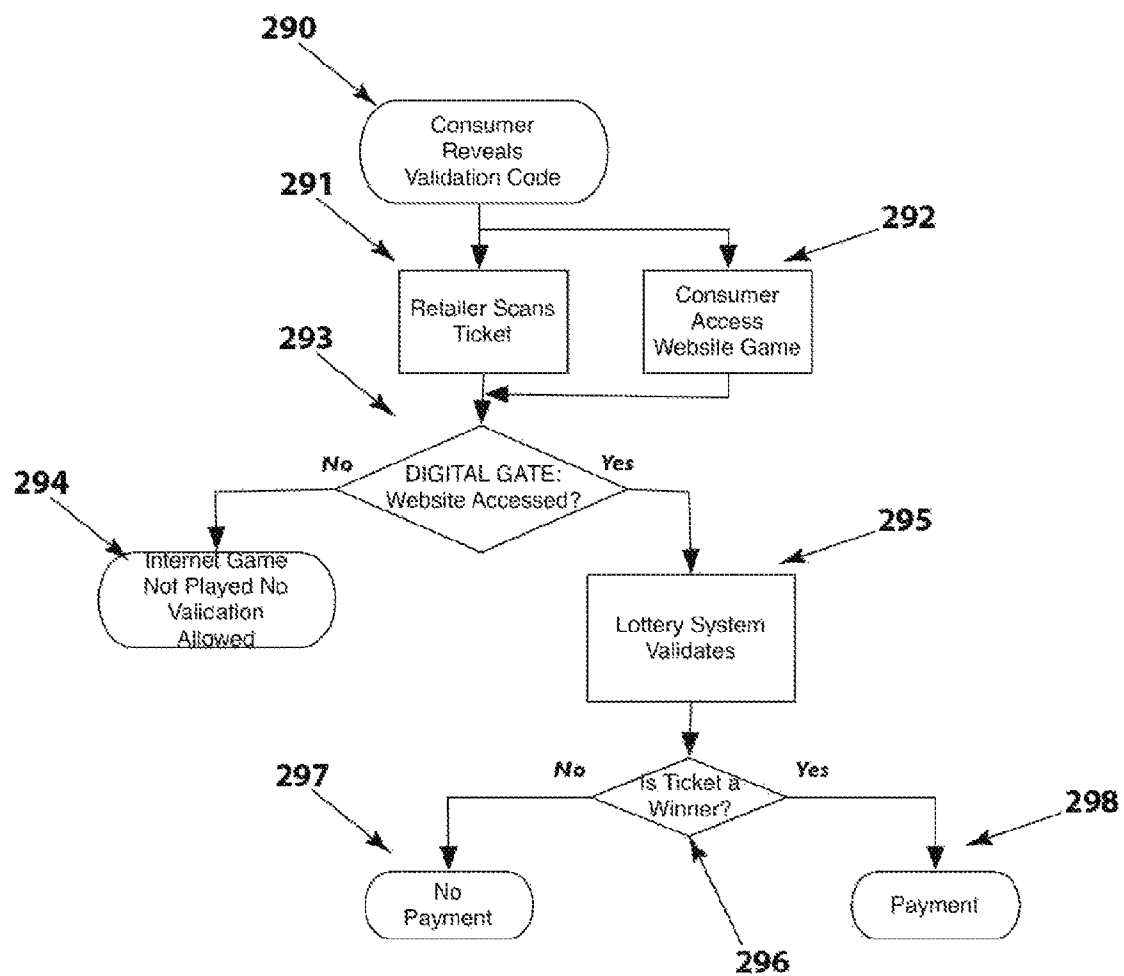 290
Consumer
Reveals
Validation Code
291
292
Retailer Scans
Ticket
Consumer
Access
Website Game
293
No
DIGITAL GATE:
Website Accessed?
Yes
294
Internet Game
Not Played No
Validation
Allowed
295
Lottery System
Validates
297
No
Is Ticket a
Winner?
Yes
298
No
Payment
Payment
296